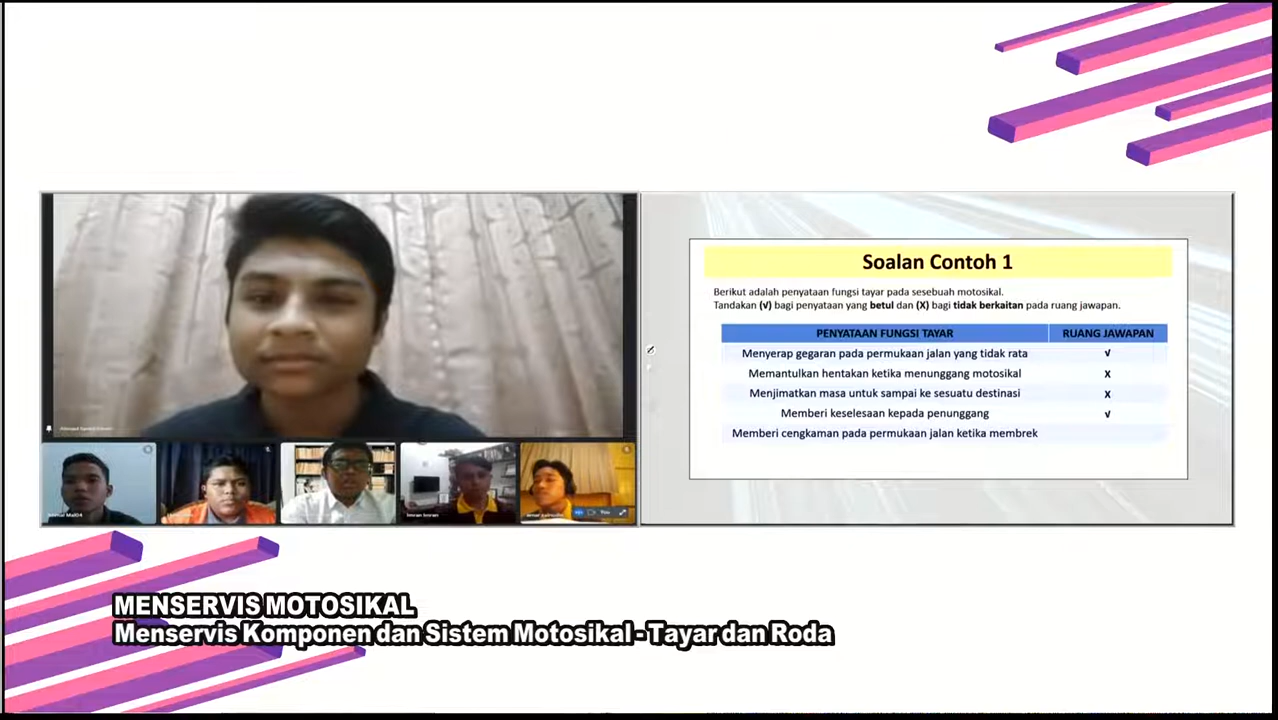 Soalan Contoh 1
Berikut adalah penyataan fungsi tayar pada sesebuah motosikal.
Tandakan (√) bagi penyataan yang betul dan (X) bagi tidak berkaitan pada ruang jawapan.
PENYATAAN FUNGSI TAYAR RUANG JAWAPAN
Menyerap gegaran pada permukaan jalan yang tidak rata √
Memantulkan hentakan ketika menunggang motosikal X
Menjimatkan masa untuk sampai ke sesuatu destinasi X
Memberi keselesaan kepada penunggang √
Memberi cengkaman pada permukaan jalan ketika membrek
Imran Imran
You
MENSERVIS MOTOSIKAL
Menservis Komponen dan Sistem Motosikal - Tayar dan Roda